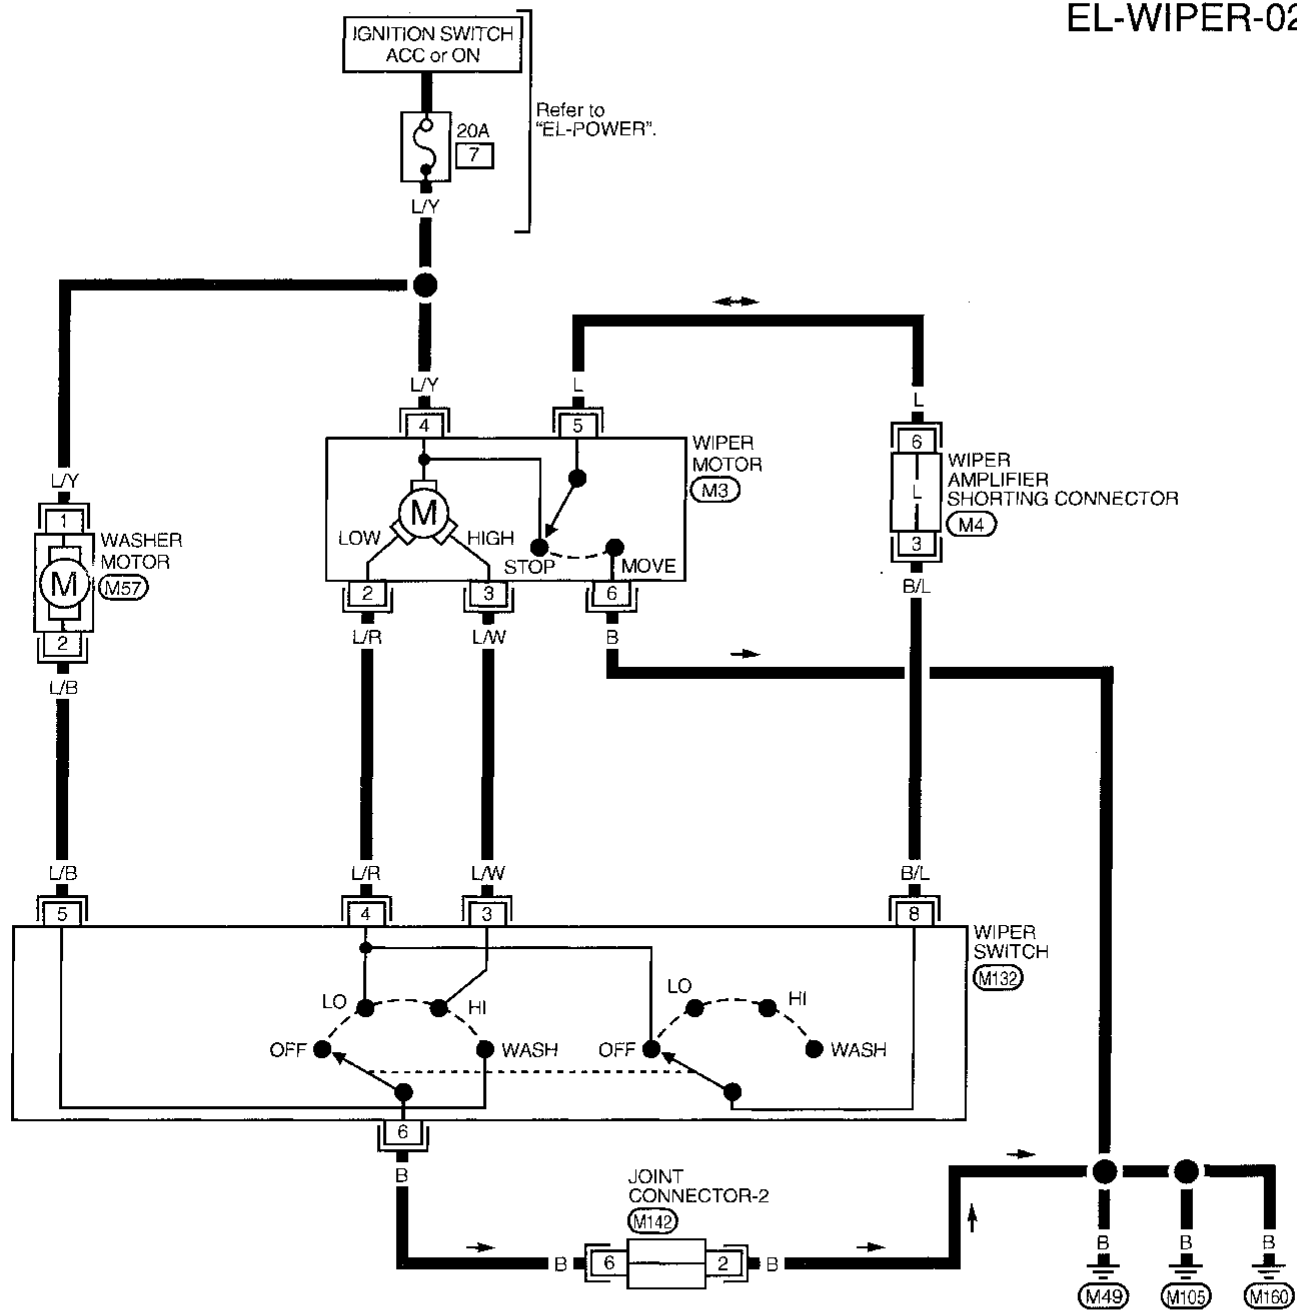 EL-WIPER-02
IGNITION SWITCH
ACC or ON
Refer to
"EL-POWER".
20A
7
L/Y
L/Y
L
L
4
5
6
WIPER
MOTOR
M3
WIPER
AMPLIFIER
SHORTING CONNECTOR
M4
L
3
B/L
L/Y
1
WASHER
MOTOR
M57
M
2
L/B
M
LOW
HIGH
STOP
MOVE
2
3
6
L/R
L/W
B
L/B
L/R
L/W
B/L
5
4
3
8
WIPER
SWITCH
M132
LO
HI
OFF
WASH
LO
HI
OFF
WASH
6
B
JOINT
CONNECTOR-2
M142
B
6
2
B
B
B
B
M49
M105
M160